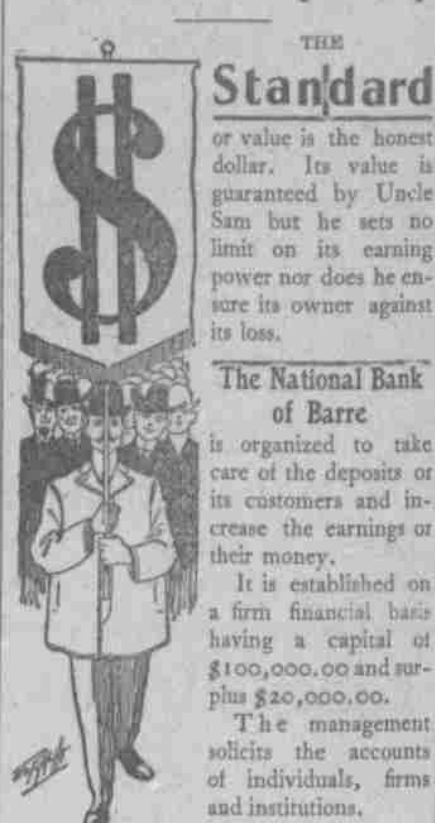 THE
Standard
or value is the honest
dollar. Its value is
guaranteed by Uncle
Sam but he sets no
limit on its earning
power nor does he en-
sure its owner against
its loss.
The National Bank
of Barre
is organized to take
care of the deposits or
its customers and in-
crease the earnings or
their money.
It is established on
a firm financial basis
having a capital of
$100,000.00 and sur-
plus $20,000.00.
The management
solicits the accounts
of individuals, firms
and institutions.
$